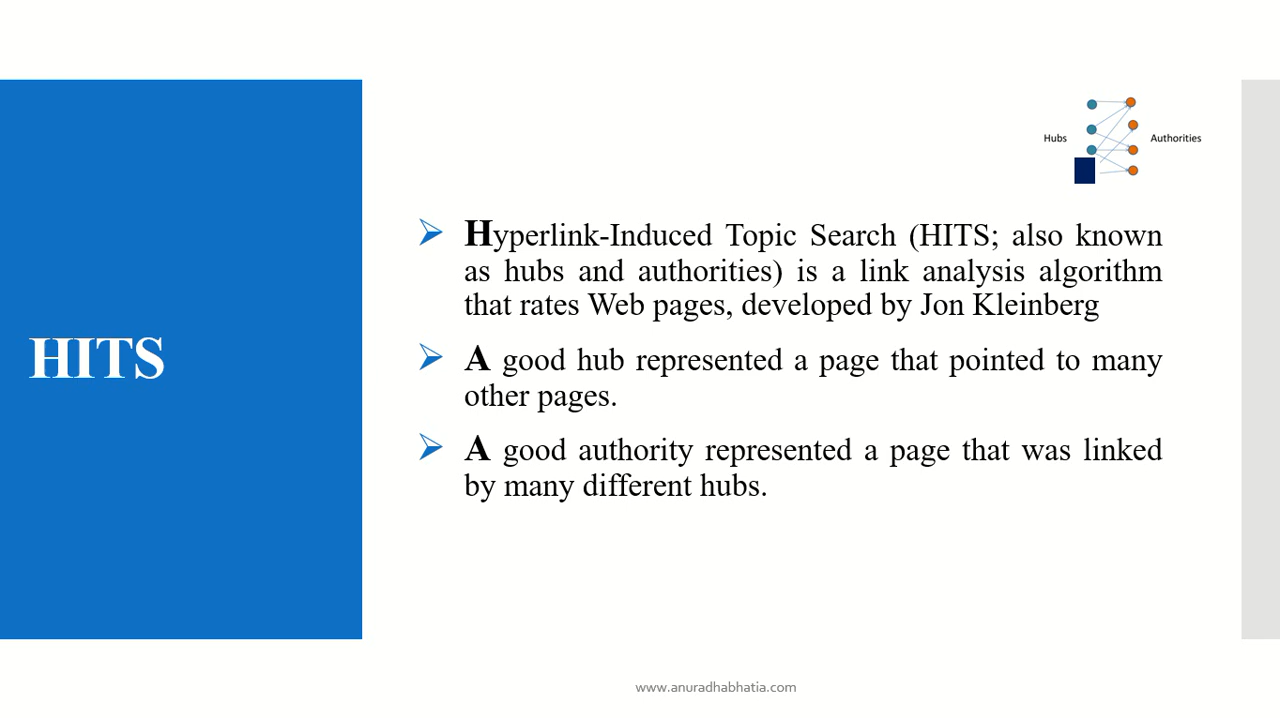 HITS
Hubs
Authorities
Hyperlink-Induced Topic Search (HITS; also known
as hubs and authorities) is a link analysis algorithm
that rates Web pages, developed by Jon Kleinberg
A good hub represented a page that pointed to many
other pages.
A good authority represented a page that was linked
by many different hubs.
www.anuradhabhatia.com